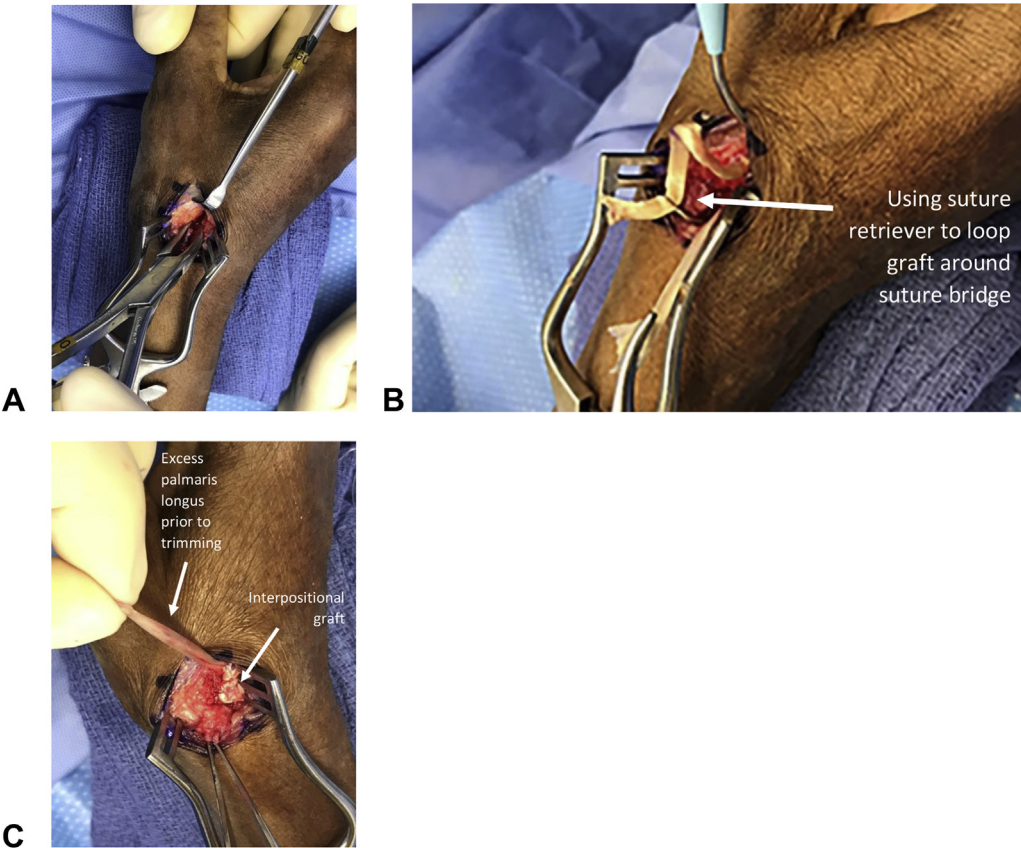 A
B
Using suture
retriever to loop
graft around
suture bridge
C
Excess
palmaris
longus
prior to
trimming
Interpositional
graft